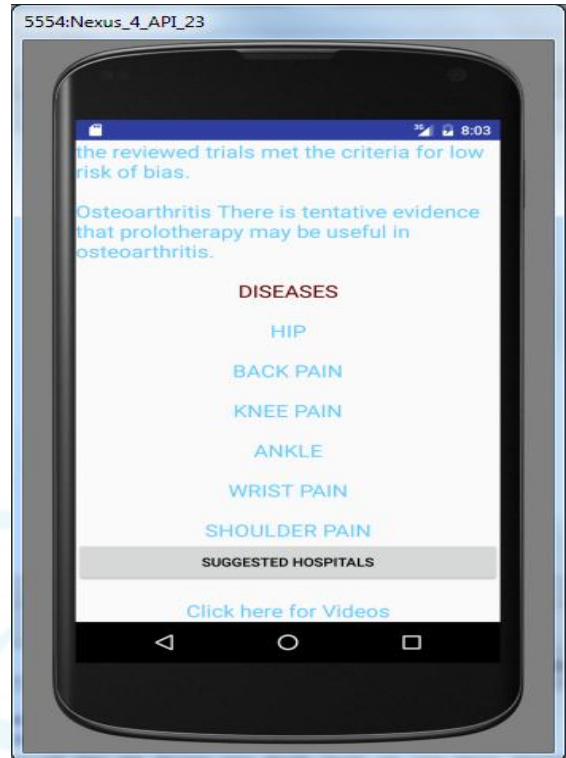 5554:Nexus_4_API_23
3G 8:03
the reviewed trials met the criteria for low
risk of bias.
Osteoarthritis There is tentative evidence
that prolotherapy may be useful in
osteoarthritis.
DISEASES
HIP
BACK PAIN
KNEE PAIN
ANKLE
WRIST PAIN
SHOULDER PAIN
SUGGESTED HOSPITALS
Click here for Videos